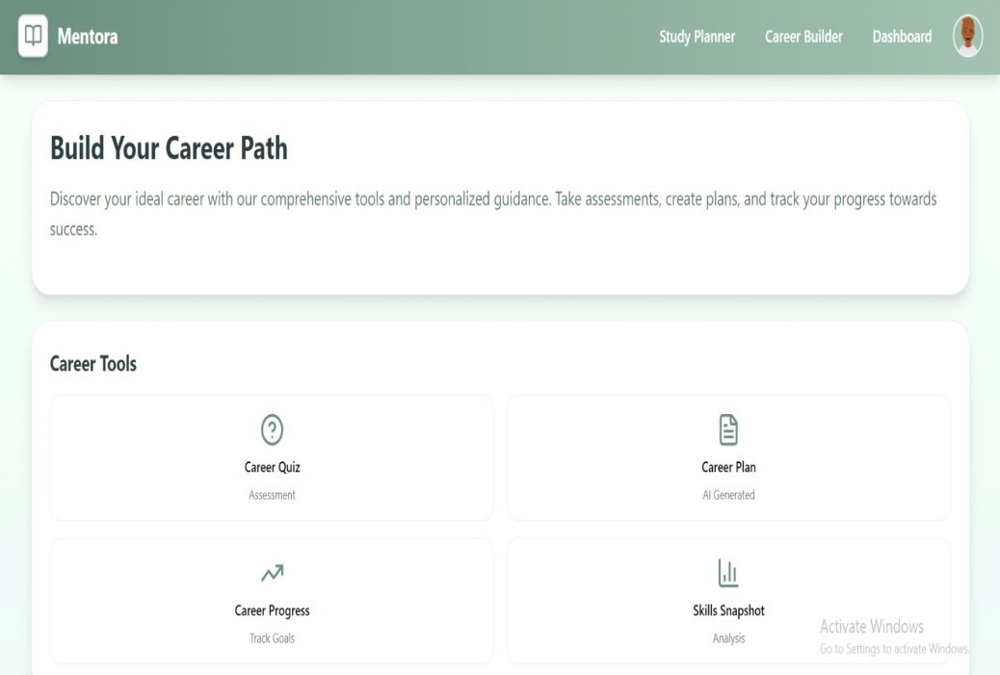 Mentora
Study Planner
Career Builder
Dashboard
Build Your Career Path
Discover your ideal career with our comprehensive tools and personalized guidance. Take assessments, create plans, and track your progress towards
success.
Career Tools
Career Quiz
Assessment
Career Plan
AI Generated
Career Progress
Track Goals
Skills Snapshot
Analysis
Activate Windows
Go to Settings to activate Windows.